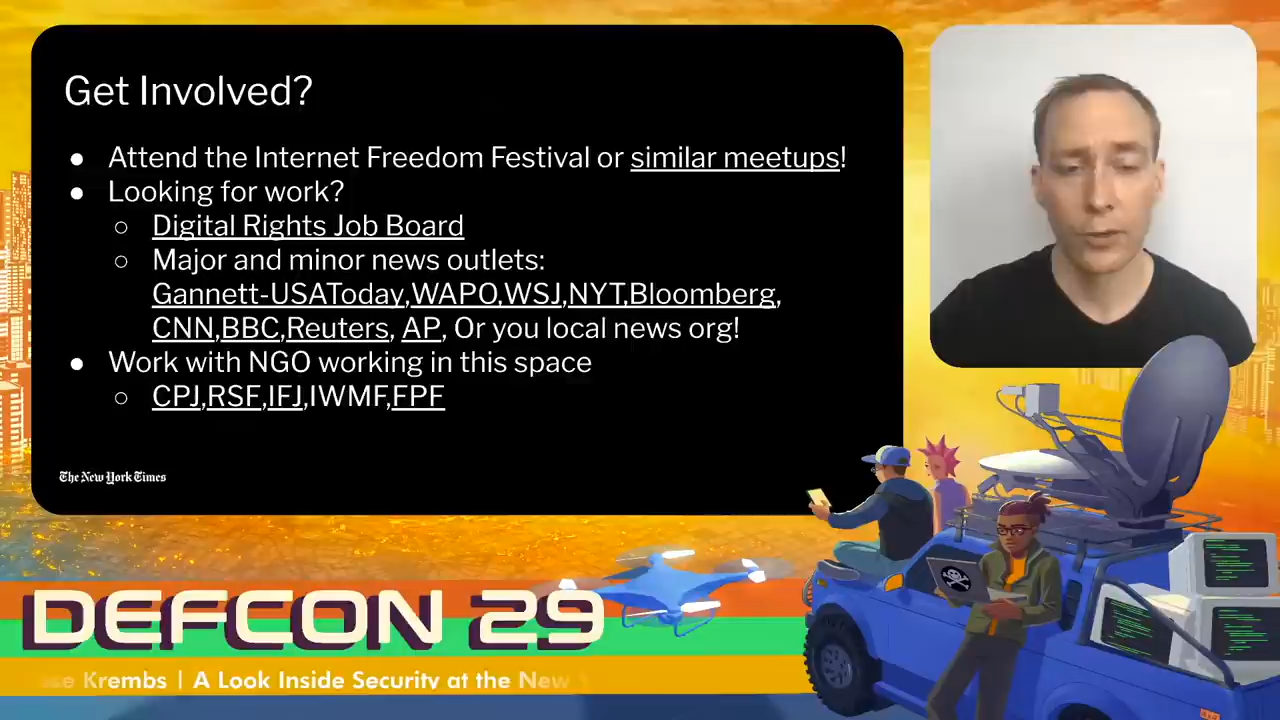 Get Involved?
● Attend the Internet Freedom Festival or similar meetups!
● Looking for work?
○ Digital Rights Job Board
○ Major and minor news outlets:
Gannett-USAToday,WAPO,WSJ,NYT,Bloomberg,
CNN,BBC,Reuters, AP, Or you local news org!
● Work with NGO working in this space
○ CPJ,RSF,IFJ,IWMF,FPF
The New York Times
DEFCON 29
se Krembs | A Look Inside Security at the New